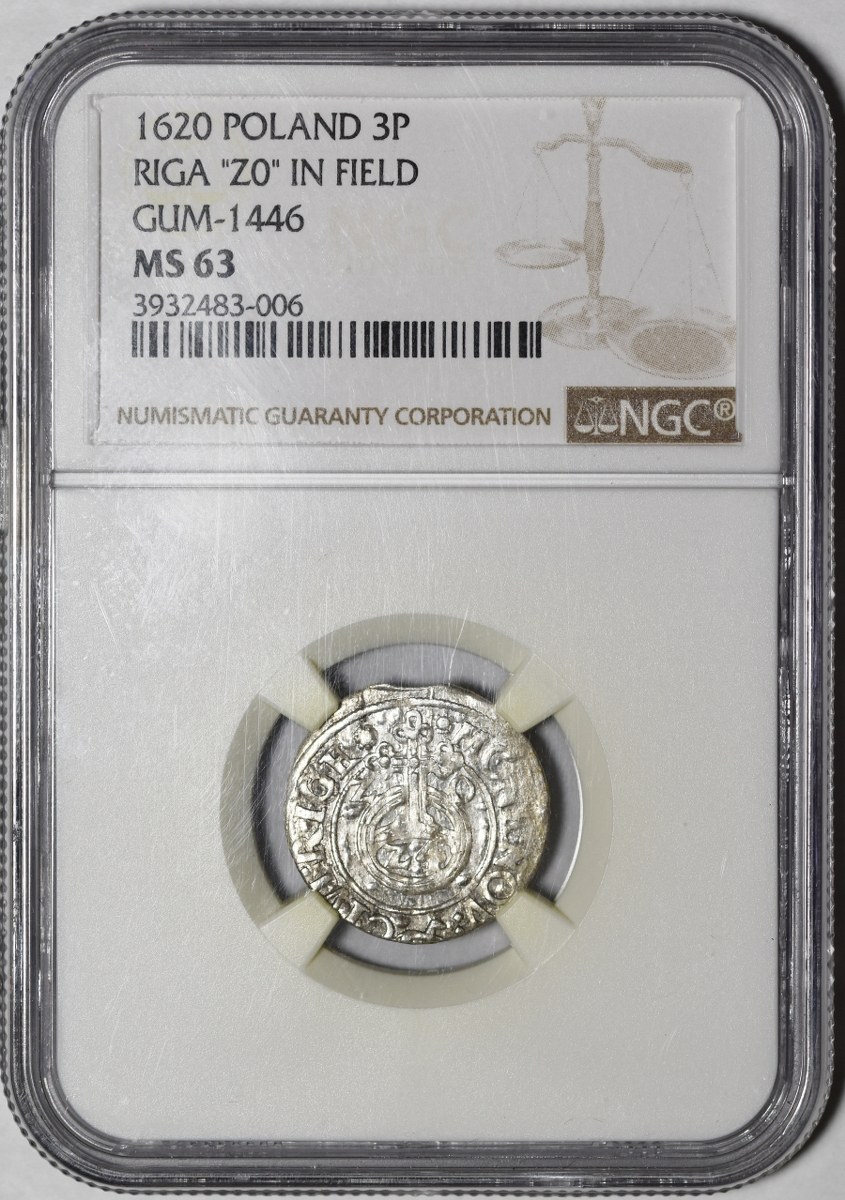 1620 POLAND 3P
RIGA "Z0" IN FIELD
GUM-1446
MS 63
3932483-006
NUMISMATIC GUARANTY CORPORATION
NGC®